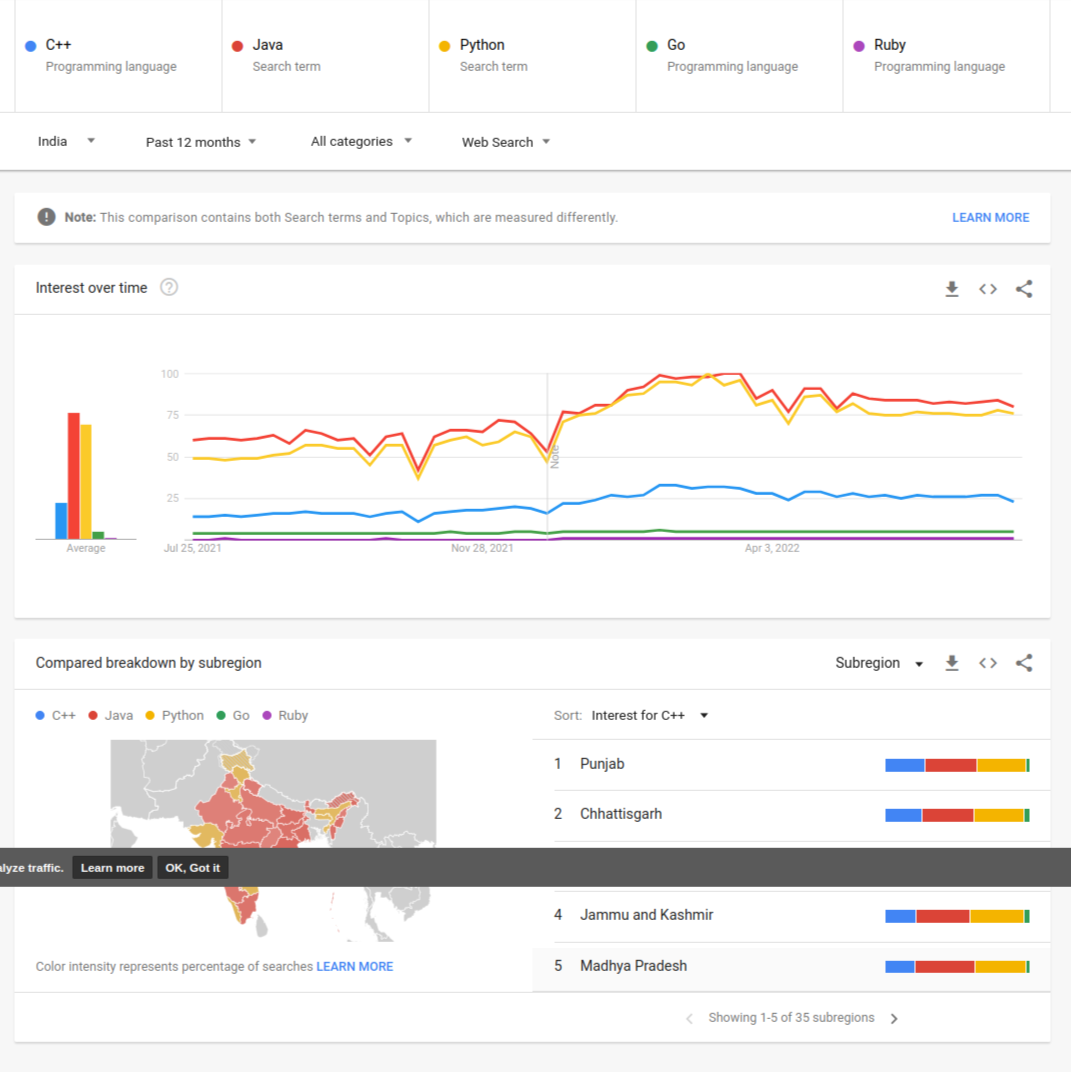 C++ Java Python Go Ruby
Programming language Search term Search term Programming language Programming language
India Past 12 months All categories Web Search
Note: This comparison contains both Search terms and Topics, which are measured differently. LEARN MORE
Interest over time ?
100
75
50
25
Note
Average Jul 25, 2021 Nov 28, 2021 Apr 3, 2022
Compared breakdown by subregion Subregion
C++ Java Python Go Ruby Sort: Interest for C++
1 Punjab
2 Chhattisgarh
alyze traffic. Learn more OK, Got it
4 Jammu and Kashmir
5 Madhya Pradesh
Color intensity represents percentage of searches LEARN MORE
Showing 1-5 of 35 subregions